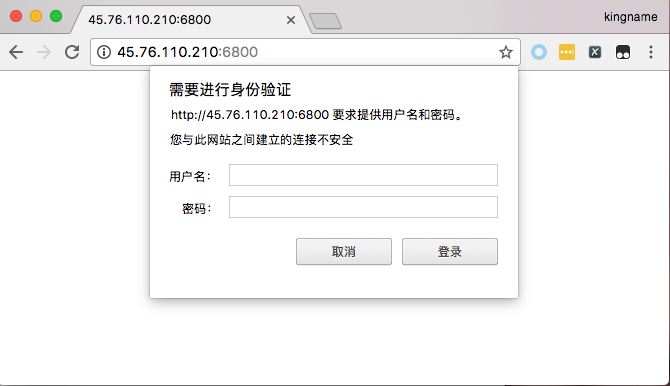 45.76.110.210:6800
kingname
45.76.110.210:6800
需要进行身份验证
http://45.76.110.210:6800 要求提供用户名和密码。
您与此网站之间建立的连接不安全
用户名：
密码：
取消
登录